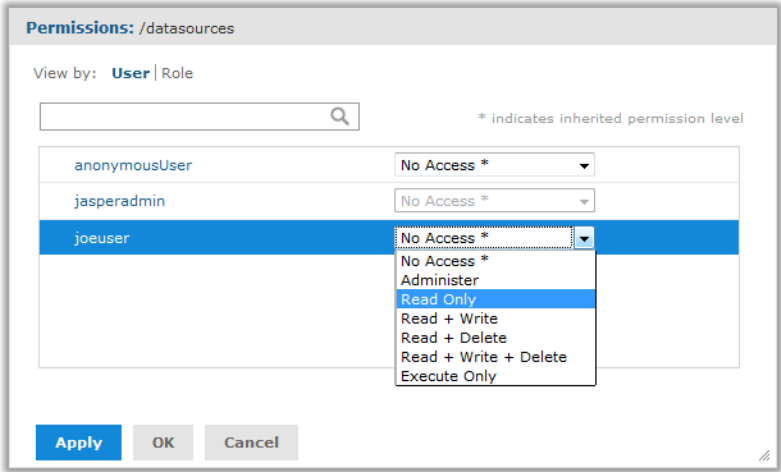 Permissions: /datasources
View by: User | Role
* indicates inherited permission level
anonymousUser No Access *
jasperadmin No Access *
joeuser No Access *
No Access *
Administer
Read Only
Read + Write
Read + Delete
Read + Write + Delete
Execute Only
Apply OK Cancel